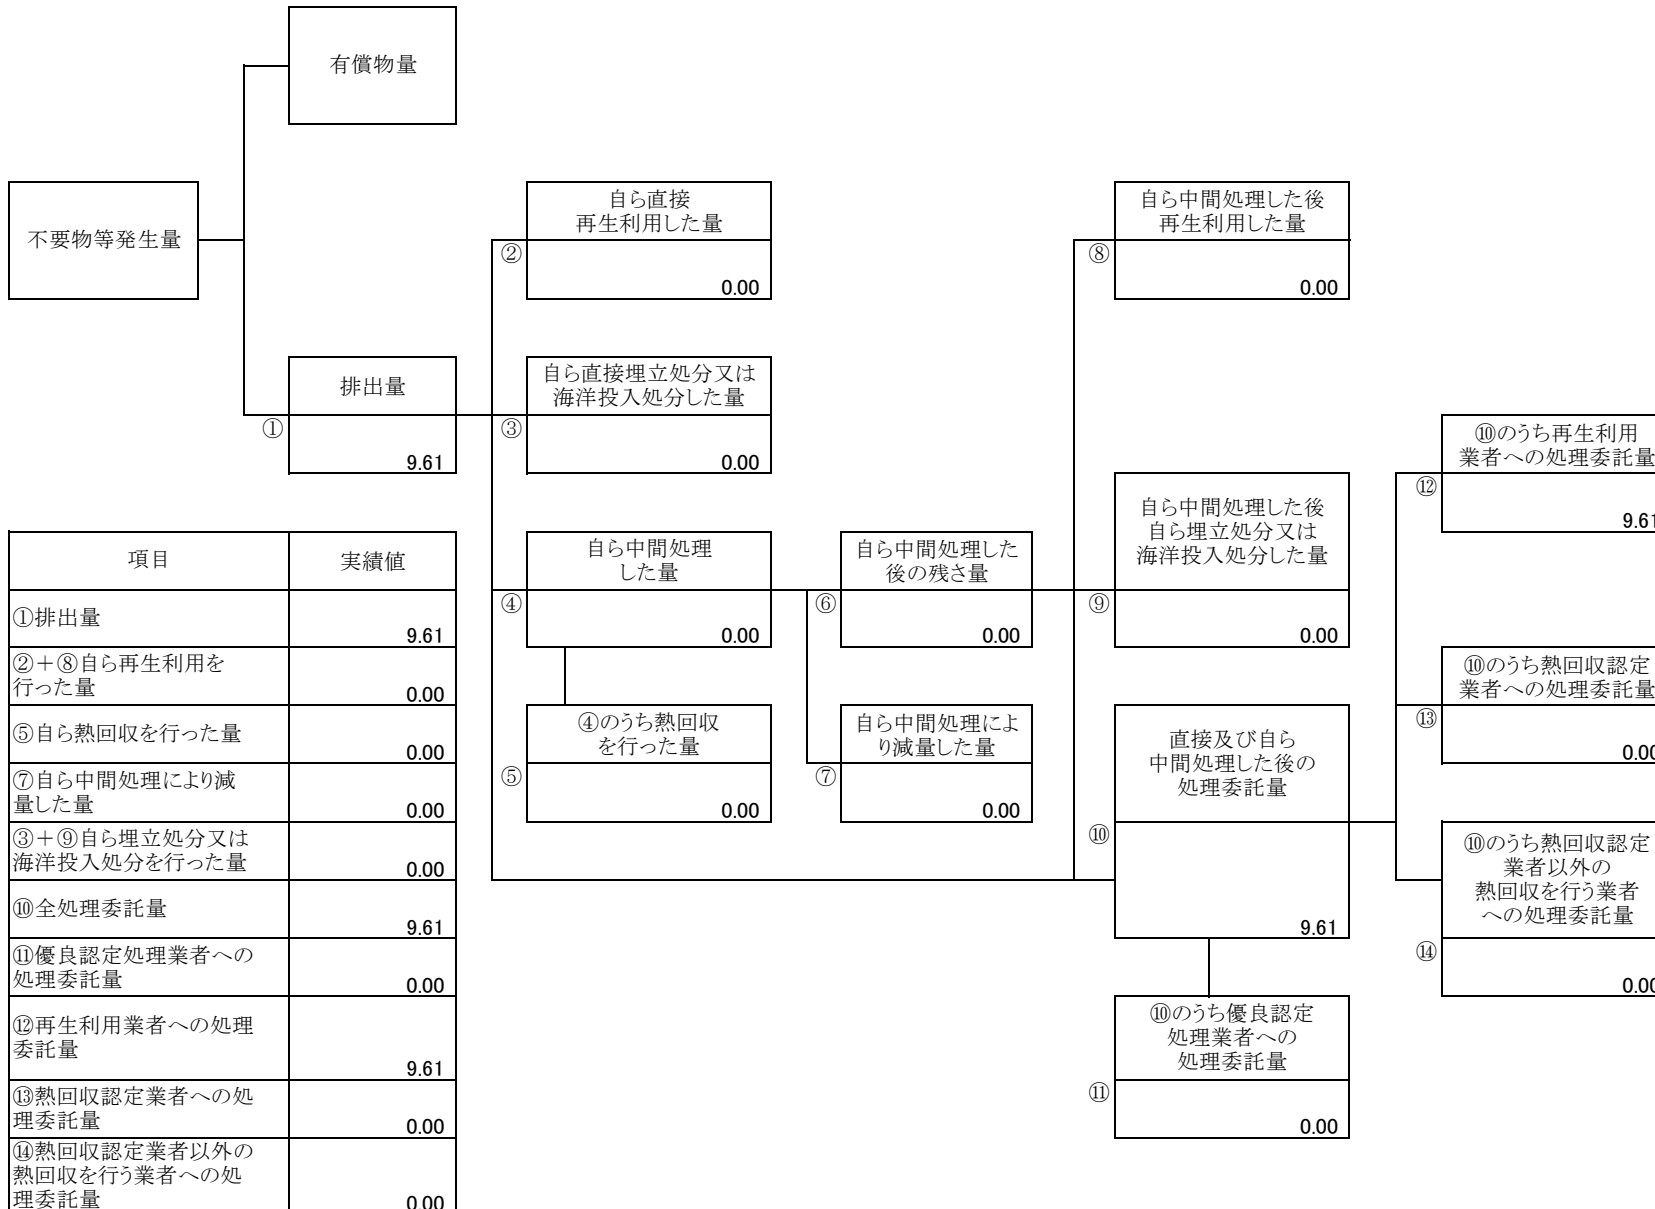 有償物量
不要物等発生量
自ら直接
再生利用した量
②
0.00
自ら中間処理した後
再生利用した量
⑧
0.00
排出量
①
9.61
自ら直接埋立処分又は
海洋投入処分した量
③
0.00
⑩のうち再生利用
業者への処理委託量
⑫
9.61
自ら中間処理
した量
④
0.00
自ら中間処理した
後の残さ量
⑥
0.00
自ら中間処理した後
自ら埋立処分又は
海洋投入処分した量
⑨
0.00
⑩のうち熱回収認定
業者への処理委託量
⑬
0.00
④のうち熱回収
を行った量
⑤
0.00
自ら中間処理によ
り減量した量
⑦
0.00
直接及び自ら
中間処理した後の
処理委託量
⑩
9.61
⑩のうち熱回収認定
業者以外の
熱回収を行う業者
への処理委託量
⑭
0.00
⑩のうち優良認定
処理業者への
処理委託量
⑪
0.00
項目 実績値
①排出量
9.61
②+⑧自ら再生利用を
行った量
0.00
⑤自ら熱回収を行った量
0.00
⑦自ら中間処理により減
量した量
0.00
③+⑨自ら埋立処分又は
海洋投入処分を行った量
0.00
⑩全処理委託量
9.61
⑪優良認定処理業者への
処理委託量
0.00
⑫再生利用業者への処理
委託量
9.61
⑬熱回収認定業者への処
理委託量
0.00
⑭熱回収認定業者以外の
熱回収を行う業者への処
理委託量
0.00